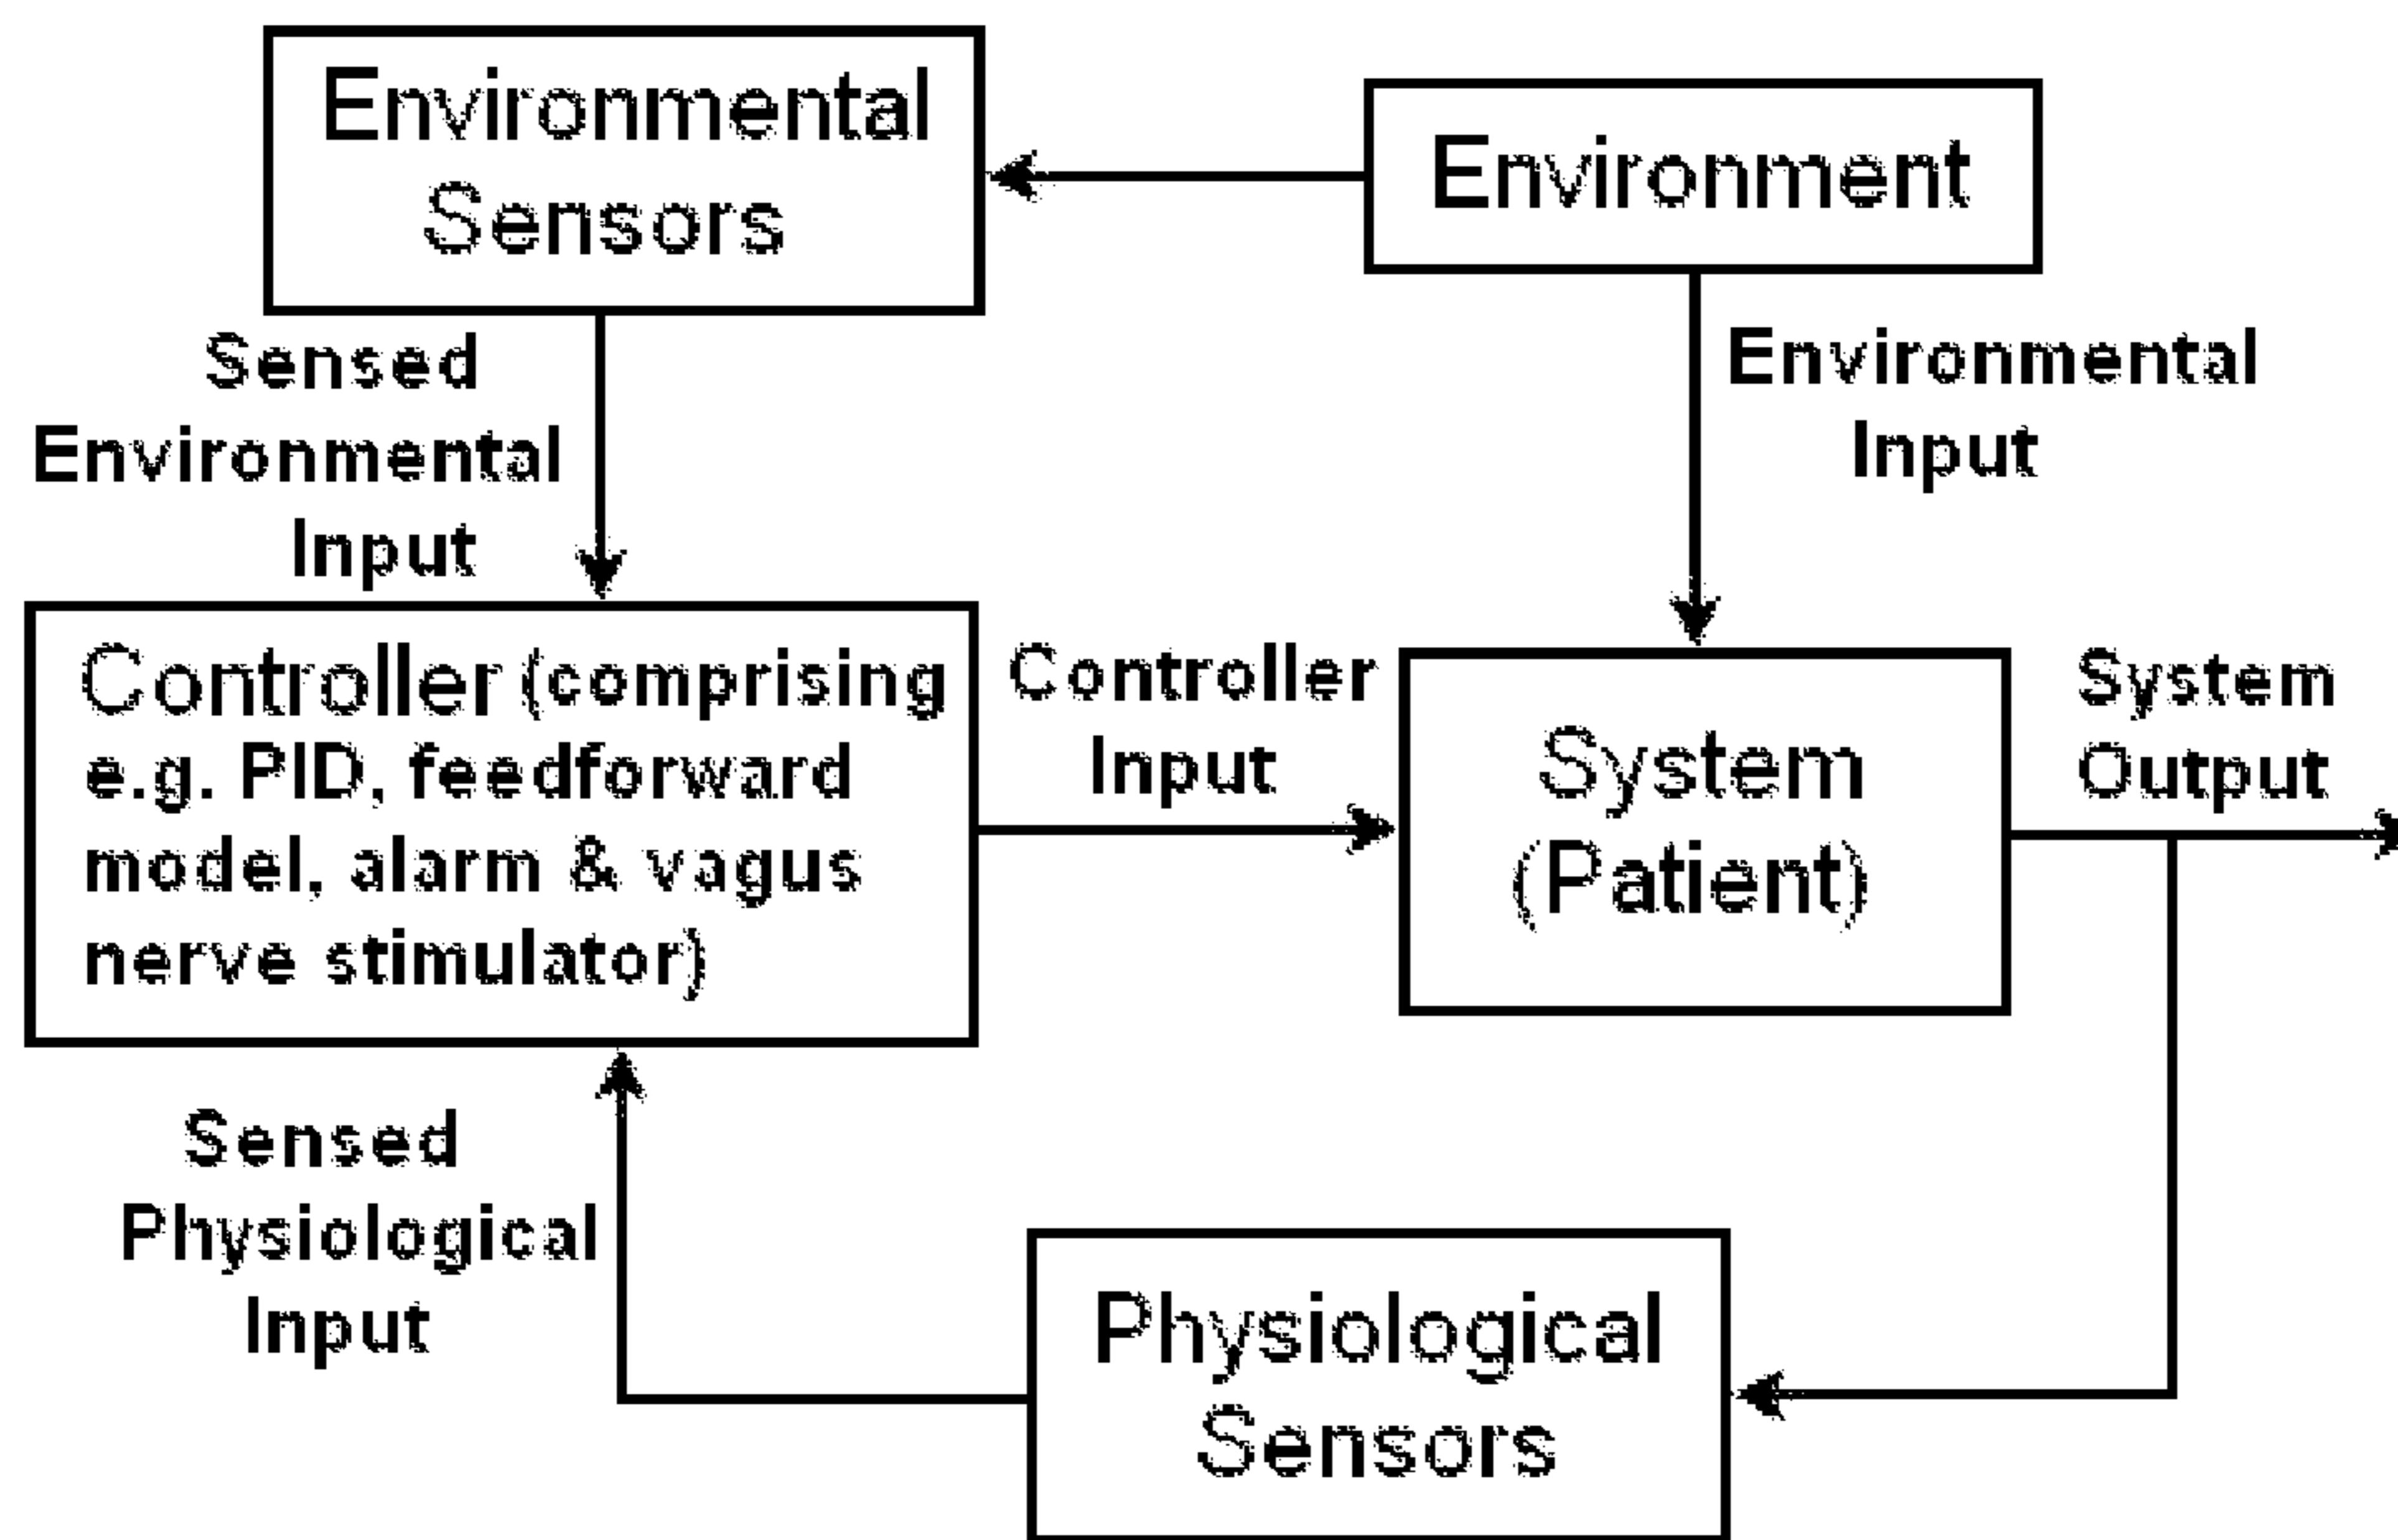 Environmental
Sensors
Environment
Sensed
Environmental
Input
Environmental
Input
Controller (comprising
e.g. PID, feedforward
model, alarm & vagus
nerve stimulator)
Controller
Input
System
(Patient)
System
Output
Sensed
Physiological
Input
Physiological
Sensors